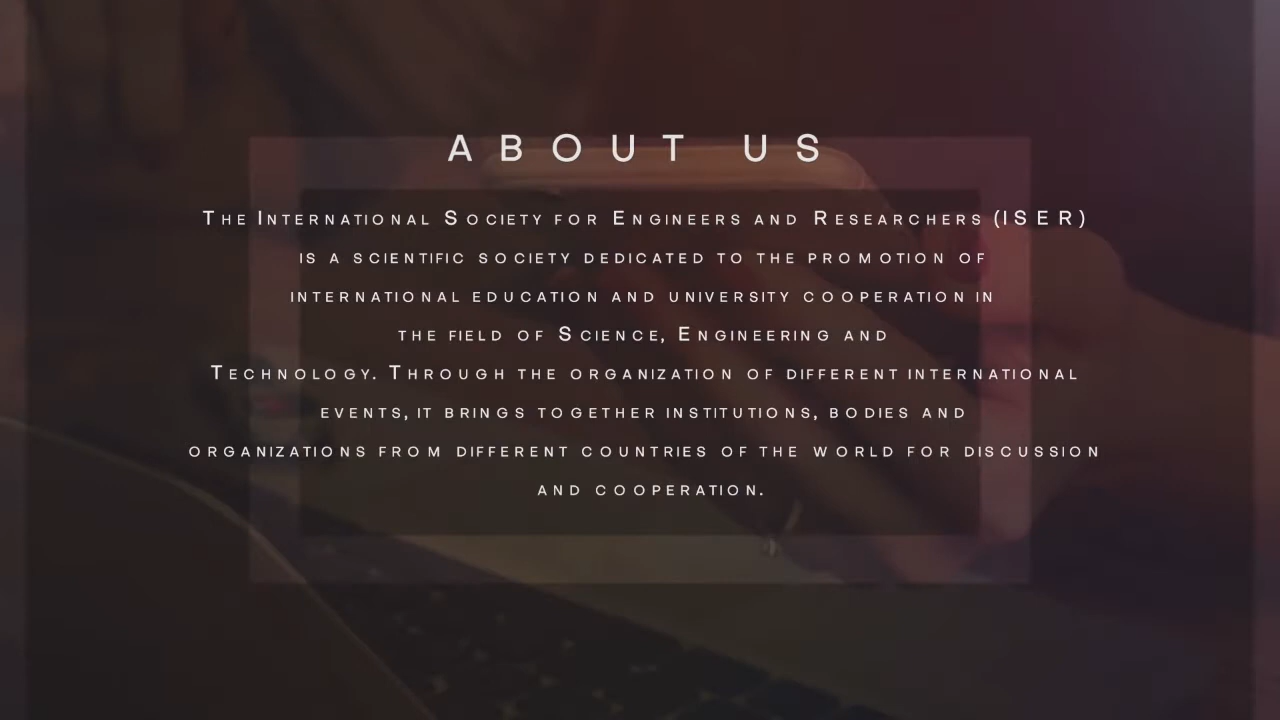 ABOUT US
The International Society for Engineers and Researchers (ISER)
is a scientific society dedicated to the promotion of
international education and university cooperation in
the field of Science, Engineering and
Technology. Through the organization of different international
events, it brings together institutions, bodies and
organizations from different countries of the world for discussion
and cooperation.